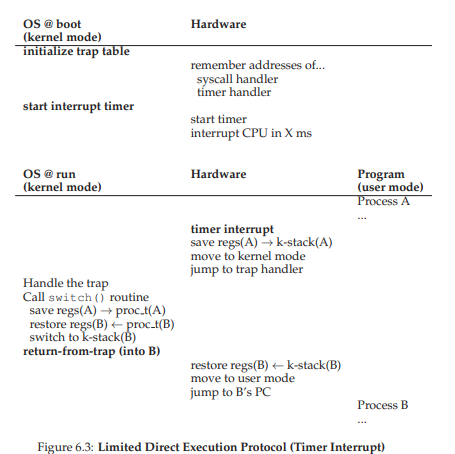 OS @ boot Hardware
(kernel mode)
initialize trap table
remember addresses of...
syscall handler
timer handler
start interrupt timer
start timer
interrupt CPU in X ms
OS @ run Hardware Program
(kernel mode) (user mode)
Process A
...
timer interrupt
save regs(A) → k-stack(A)
move to kernel mode
jump to trap handler
Handle the trap
Call switch() routine
save regs(A) → proc_t(A)
restore regs(B) ← proc_t(B)
switch to k-stack(B)
return-from-trap (into B)
restore regs(B) ← k-stack(B)
move to user mode
jump to B's PC
Process B
...
Figure 6.3: Limited Direct Execution Protocol (Timer Interrupt)